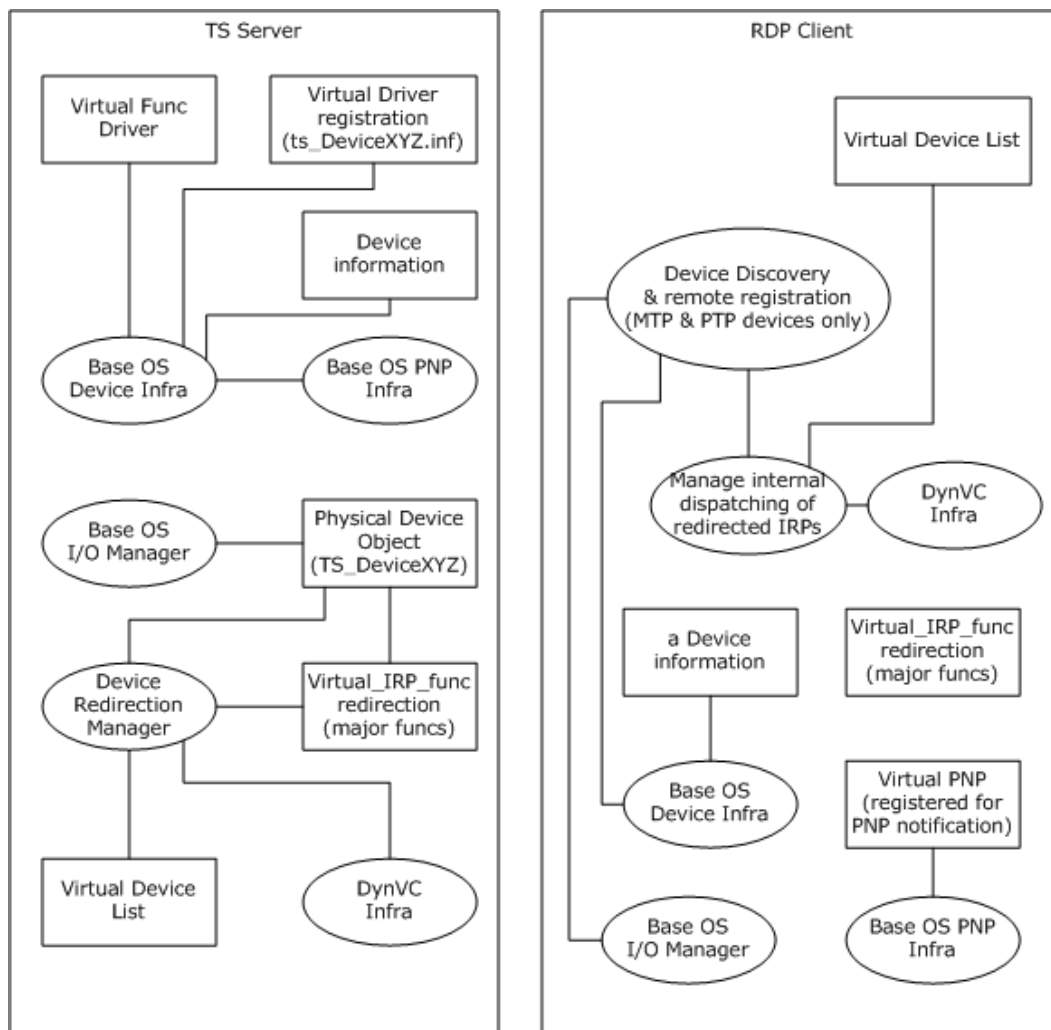 TS Server
Virtual Func
Driver
Virtual Driver
registration
(ts_DeviceXYZ.inf)
Device
information
Base OS
Device Infra
Base OS PNP
Infra
Base OS
I/O Manager
Physical Device
Object
(TS_DeviceXYZ)
Device
Redirection
Manager
Virtual_IRP_func
redirection
(major funcs)
Virtual Device
List
DynVC
Infra
RDP Client
Virtual Device List
Device Discovery
& remote registration
(MTP & PTP devices only)
Manage internal
dispatching of
redirected IRPs
DynVC
Infra
a Device
information
Virtual_IRP_func
redirection
(major funcs)
Base OS
Device Infra
Virtual PNP
(registered for
PNP notification)
Base OS
I/O Manager
Base OS PNP
Infra